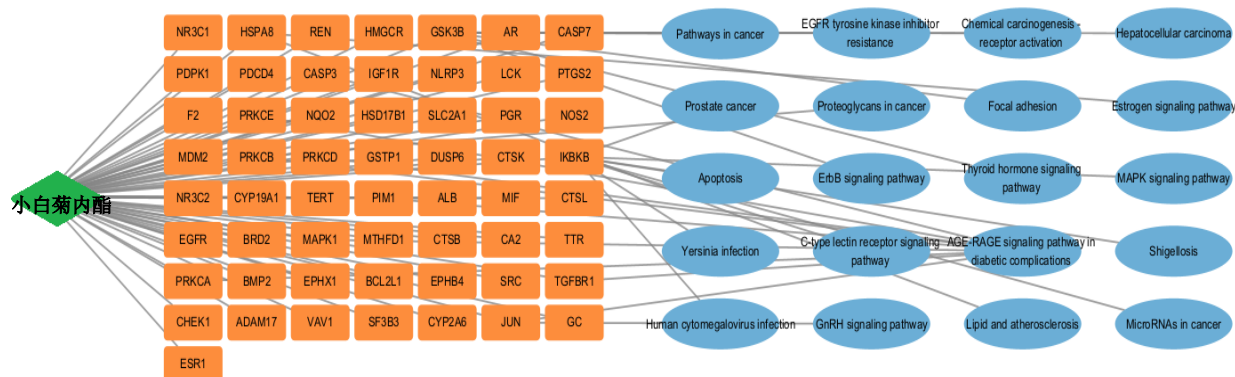 NR3C1 HSPA8 REN HMGCR GSK3B AR CASP7
PDPK1 PDCD4 CASP3 IGF1R NLRP3 LCK PTGS2
F2 PRKCE NQO2 HSD17B1 SLC2A1 PGR NOS2
MDM2 PRKCB PRKCD GSTP1 DUSP6 CTSK IKBKB
NR3C2 CYP19A1 TERT PIM1 ALB MIF CTSL
EGFR BRD2 MAPK1 MTHFD1 CTSB CA2 TTR
PRKCA BMP2 EPHX1 BCL2L1 EPHB4 SRC TGFBR1
CHEK1 ADAM17 VAV1 SF3B3 CYP2A6 JUN GC
ESR1
小白菊内酯
Pathways in cancer
EGFR tyrosine kinase inhibitor
resistance
Chemical carcinogenesis -
receptor activation
Hepatocellular carcinoma
Prostate cancer
Proteoglycans in cancer
Focal adhesion
Estrogen signaling pathway
Apoptosis
ErbB signaling pathway
Thyroid hormone signaling
pathway
MAPK signaling pathway
Yersinia infection
C-type lectin receptor signaling
pathway
AGE-RAGE signaling pathway in
diabetic complications
Shigellosis
Human cytomegalovirus infection
GnRH signaling pathway
Lipid and atherosclerosis
MicroRNAs in cancer